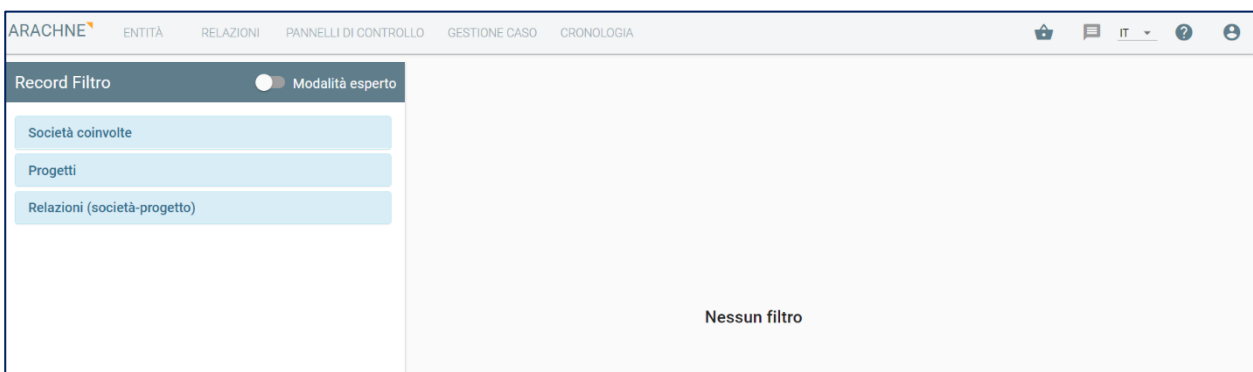 ARACHNE ENTITÀ RELAZIONI PANNELLI DI CONTROLLO GESTIONE CASO CRONOLOGIA IT ?
Record Filtro Modalità esperto
Società coinvolte
Progetti
Relazioni (società-progetto)
Nessun filtro